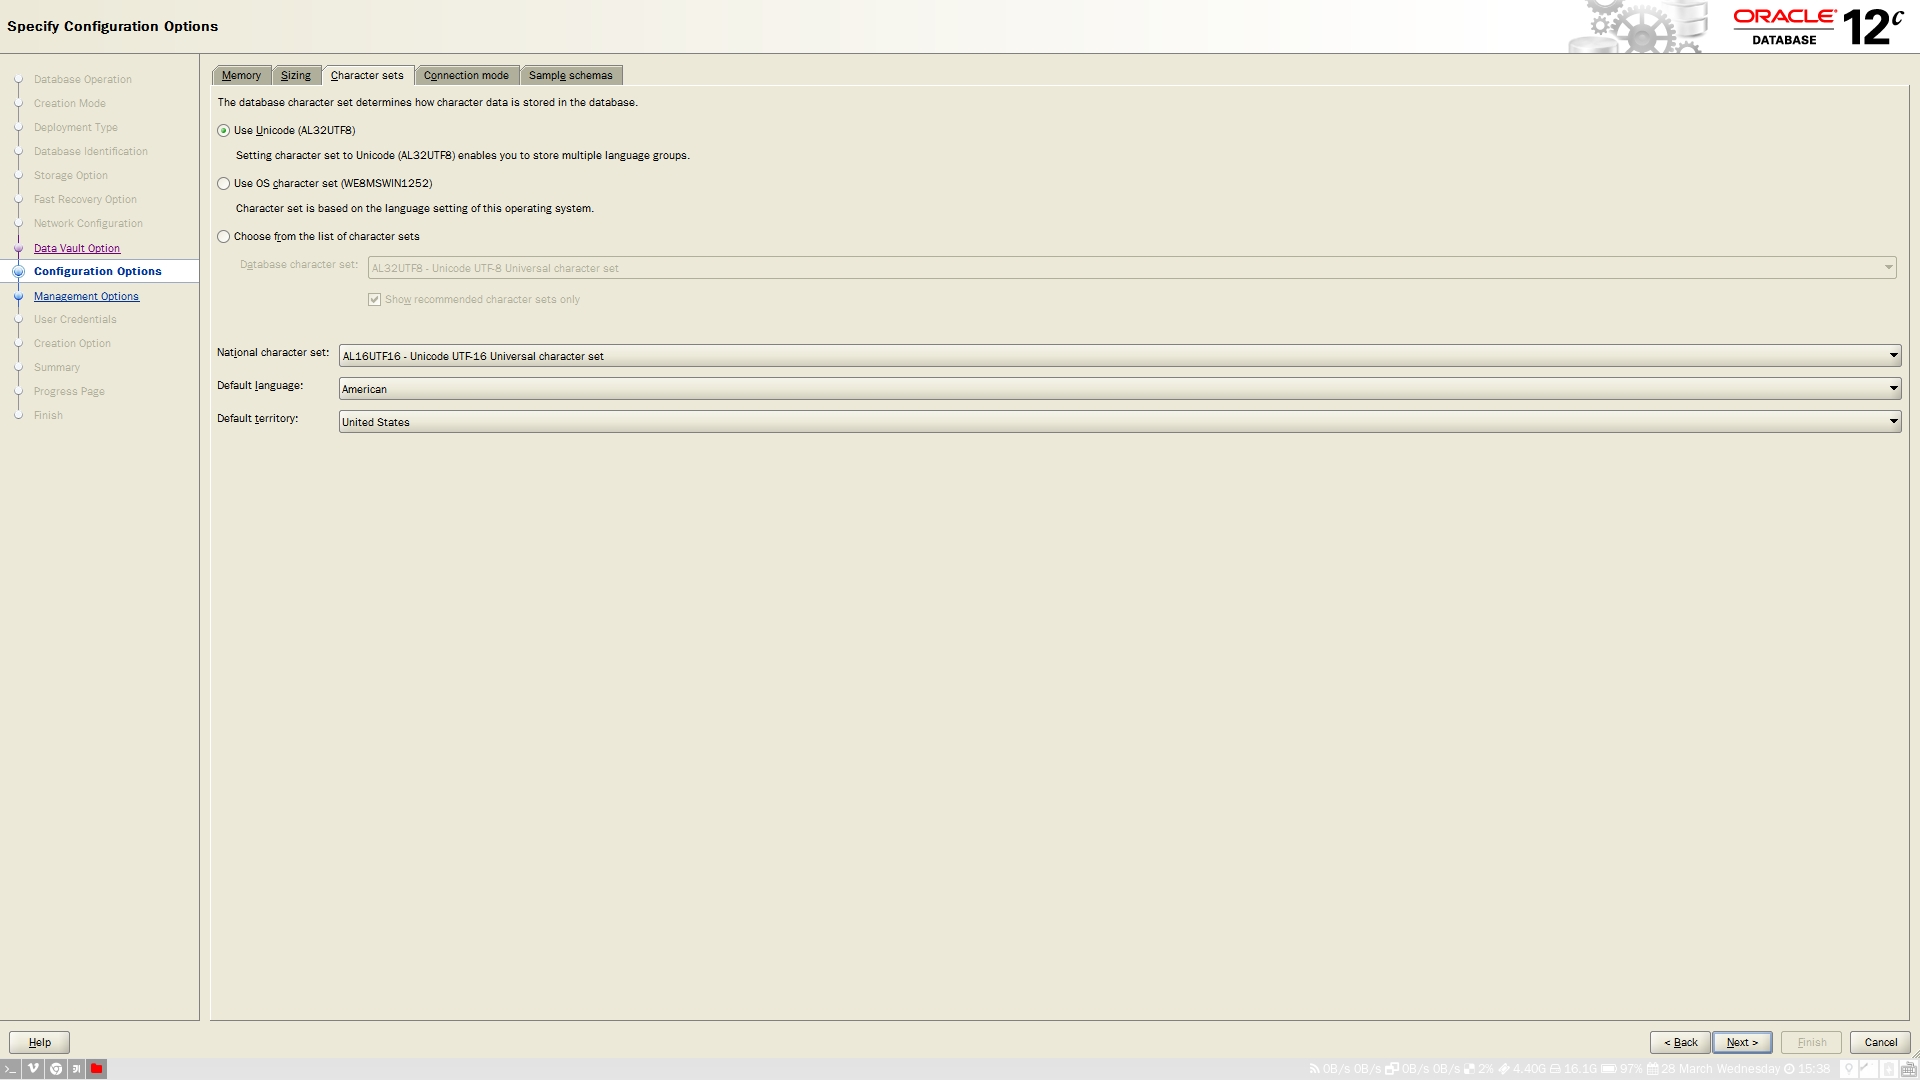 Specify Configuration Options
ORACLE
DATABASE
12c
Database Operation
Creation Mode
Deployment Type
Database Identification
Storage Option
Fast Recovery Option
Network Configuration
Data Vault Option
Configuration Options
Management Options
User Credentials
Creation Option
Summary
Progress Page
Finish
Memory Sizing Character sets Connection mode Sample schemas
The database character set determines how character data is stored in the database.
Use Unicode (AL32UTF8)
Setting character set to Unicode (AL32UTF8) enables you to store multiple language groups.
Use OS character set (WE8MSWIN1252)
Character set is based on the language setting of this operating system.
Choose from the list of character sets
Database character set: AL32UTF8 - Unicode UTF-8 Universal character set
Show recommended character sets only
National character set: AL16UTF16 - Unicode UTF-16 Universal character set
Default language: American
Default territory: United States
Help
< Back
Next >
Finish
Cancel
0B/s 0B/s 0B/s 0B/s 2% 4.40G 16.1G 97% 28 March Wednesday 15:38